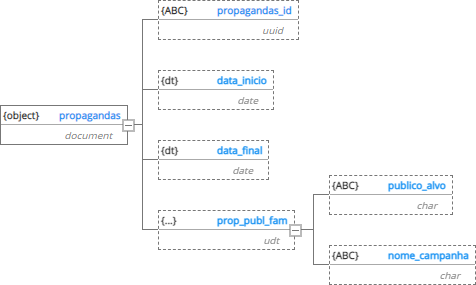 {ABC} propagandas_id
uuid
{dt} data_inicio
date
{object} propagandas
document
{dt} data_final
date
{...} prop_publ_fam
udt
{ABC} publico_alvo
char
{ABC} nome_campanha
char